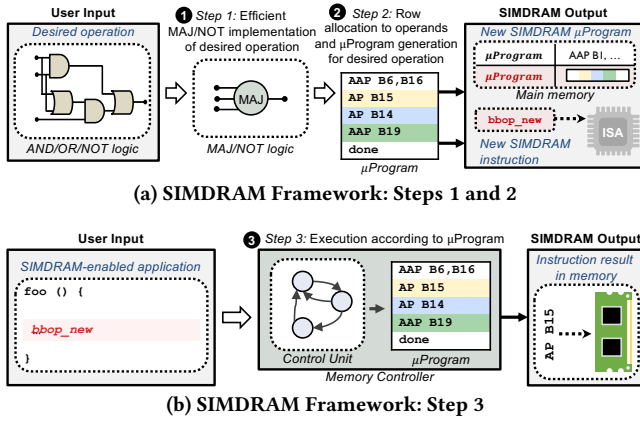 User Input
Desired operation
AND/OR/NOT logic
1 Step 1: Efficient
MAJ/NOT implementation
of desired operation
MAJ
MAJ/NOT logic
2 Step 2: Row
allocation to operands
and μProgram generation
for desired operation
AAP B6,B16
AP B15
AP B14
AAP B19
done
μProgram
SIMDRAM Output
New SIMDRAM μProgram
μProgram AAP BI, ...
μProgram
Main memory
bbop_new
ISA
New SIMDRAM
instruction
(a) SIMDRAM Framework: Steps 1 and 2
User Input
SIMDRAM-enabled application
foo () {
bbop_new
}
3 Step 3: Execution according to μProgram
Control Unit
AAP B6,B16
AP B15
AP B14
AAP B19
done
μProgram
Memory Controller
SIMDRAM Output
Instruction result
in memory
AP B15
(b) SIMDRAM Framework: Step 3